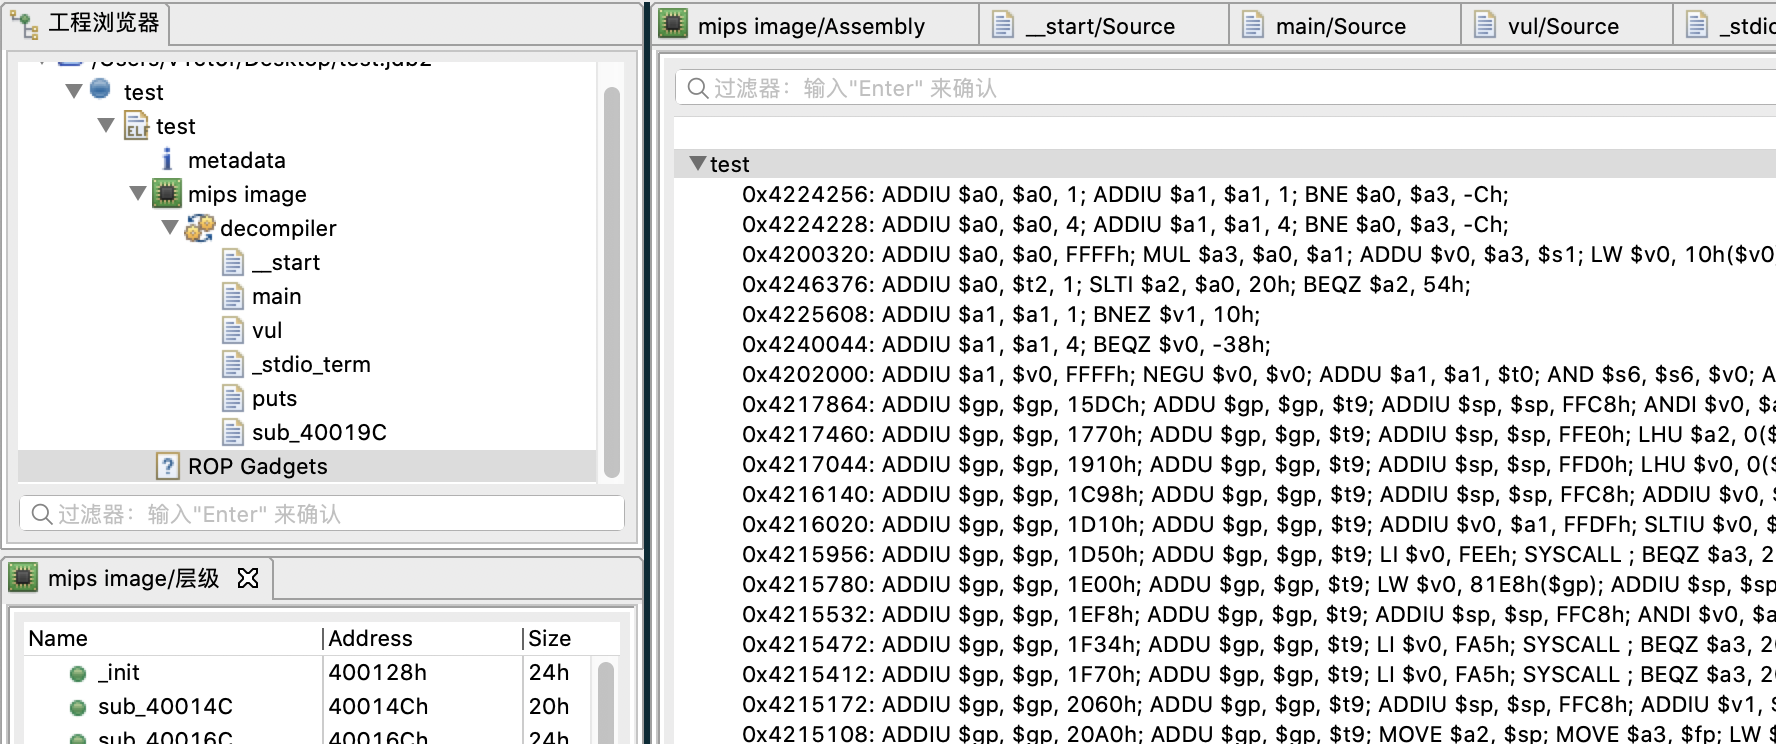 工程浏览器
/Users/v1stor/Desktop/test.jdb2
test
test
metadata
mips image
decompiler
__start
main
vul
_stdio_term
puts
sub_40019C
ROP Gadgets
过滤器：输入"Enter" 来确认
mips image/层级
Name Address Size
_init 400128h 24h
sub_40014C 40014Ch 20h
sub_40016C 40016Ch 24h
mips image/Assembly __start/Source main/Source vul/Source _stdic
过滤器：输入"Enter" 来确认
test
0x4224256: ADDIU $a0, $a0, 1; ADDIU $a1, $a1, 1; BNE $a0, $a3, -Ch;
0x4224228: ADDIU $a0, $a0, 4; ADDIU $a1, $a1, 4; BNE $a0, $a3, -Ch;
0x4200320: ADDIU $a0, $a0, FFFFh; MUL $a3, $a0, $a1; ADDU $v0, $a3, $s1; LW $v0, 10h($v0
0x4246376: ADDIU $a0, $t2, 1; SLTI $a2, $a0, 20h; BEQZ $a2, 54h;
0x4225608: ADDIU $a1, $a1, 1; BNEZ $v1, 10h;
0x4240044: ADDIU $a1, $a1, 4; BEQZ $v0, -38h;
0x4202000: ADDIU $a1, $v0, FFFFh; NEGU $v0, $v0; ADDU $a1, $a1, $t0; AND $s6, $s6, $v0; A
0x4217864: ADDIU $gp, $gp, 15DCh; ADDU $gp, $gp, $t9; ADDIU $sp, $sp, FFC8h; ANDI $v0, $a
0x4217460: ADDIU $gp, $gp, 1770h; ADDU $gp, $gp, $t9; ADDIU $sp, $sp, FFE0h; LHU $a2, 0($
0x4217044: ADDIU $gp, $gp, 1910h; ADDU $gp, $gp, $t9; ADDIU $sp, $sp, FFD0h; LHU $v0, 0($
0x4216140: ADDIU $gp, $gp, 1C98h; ADDU $gp, $gp, $t9; ADDIU $sp, $sp, FFC8h; ADDIU $v0, $
0x4216020: ADDIU $gp, $gp, 1D10h; ADDU $gp, $gp, $t9; ADDIU $v0, $a1, FFDFh; SLTIU $v0, $
0x4215956: ADDIU $gp, $gp, 1D50h; ADDU $gp, $gp, $t9; LI $v0, FEEh; SYSCALL ; BEQZ $a3, 2
0x4215780: ADDIU $gp, $gp, 1E00h; ADDU $gp, $gp, $t9; LW $v0, 81E8h($gp); ADDIU $sp, $sp
0x4215532: ADDIU $gp, $gp, 1EF8h; ADDU $gp, $gp, $t9; ADDIU $sp, $sp, FFC8h; ANDI $v0, $a
0x4215472: ADDIU $gp, $gp, 1F34h; ADDU $gp, $gp, $t9; LI $v0, FA5h; SYSCALL ; BEQZ $a3, 20
0x4215412: ADDIU $gp, $gp, 1F70h; ADDU $gp, $gp, $t9; LI $v0, FA5h; SYSCALL ; BEQZ $a3, 20
0x4215172: ADDIU $gp, $gp, 2060h; ADDU $gp, $gp, $t9; ADDIU $sp, $sp, FFC8h; ADDIU $v1, $
0x4215108: ADDIU $gp, $gp, 20A0h; ADDU $gp, $gp, $t9; MOVE $a2, $sp; MOVE $a3, $fp; LW $